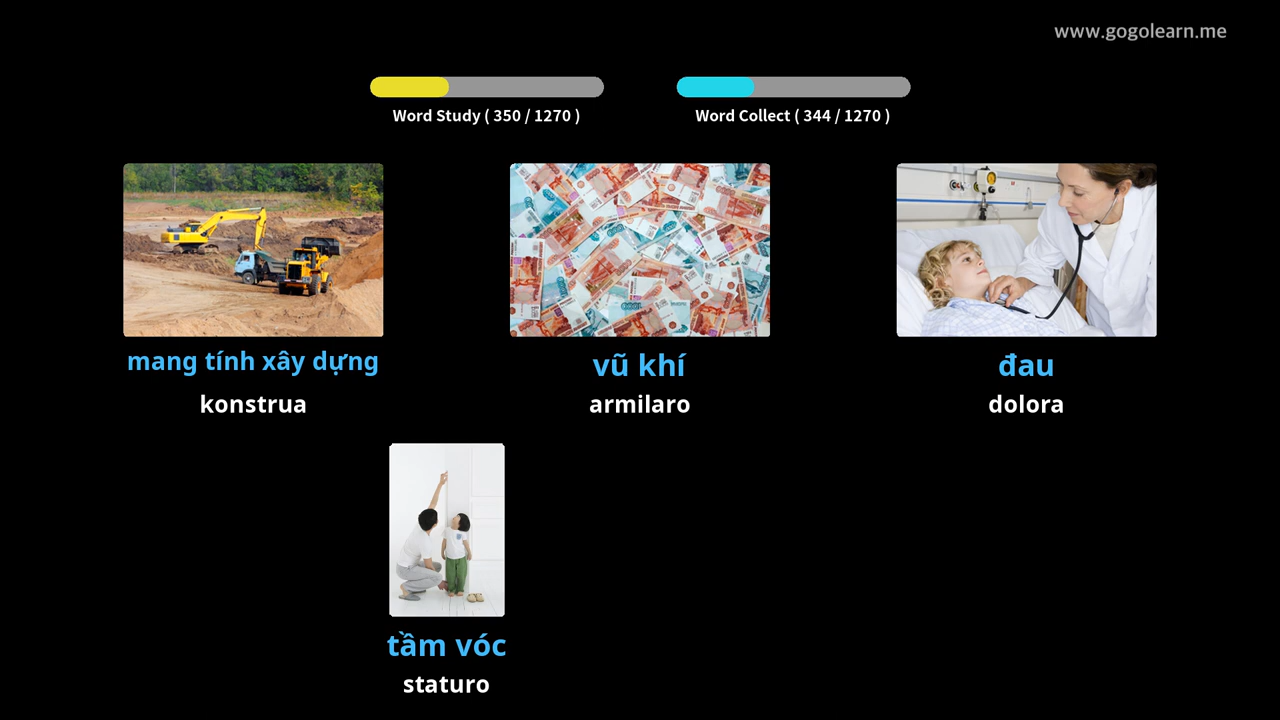 www.gogolearn.me
Word Study ( 350 / 1270 )
Word Collect ( 344 / 1270 )
mang tính xây dựng
konstrua
vũ khí
armilaro
đau
dolora
tầm vóc
staturo